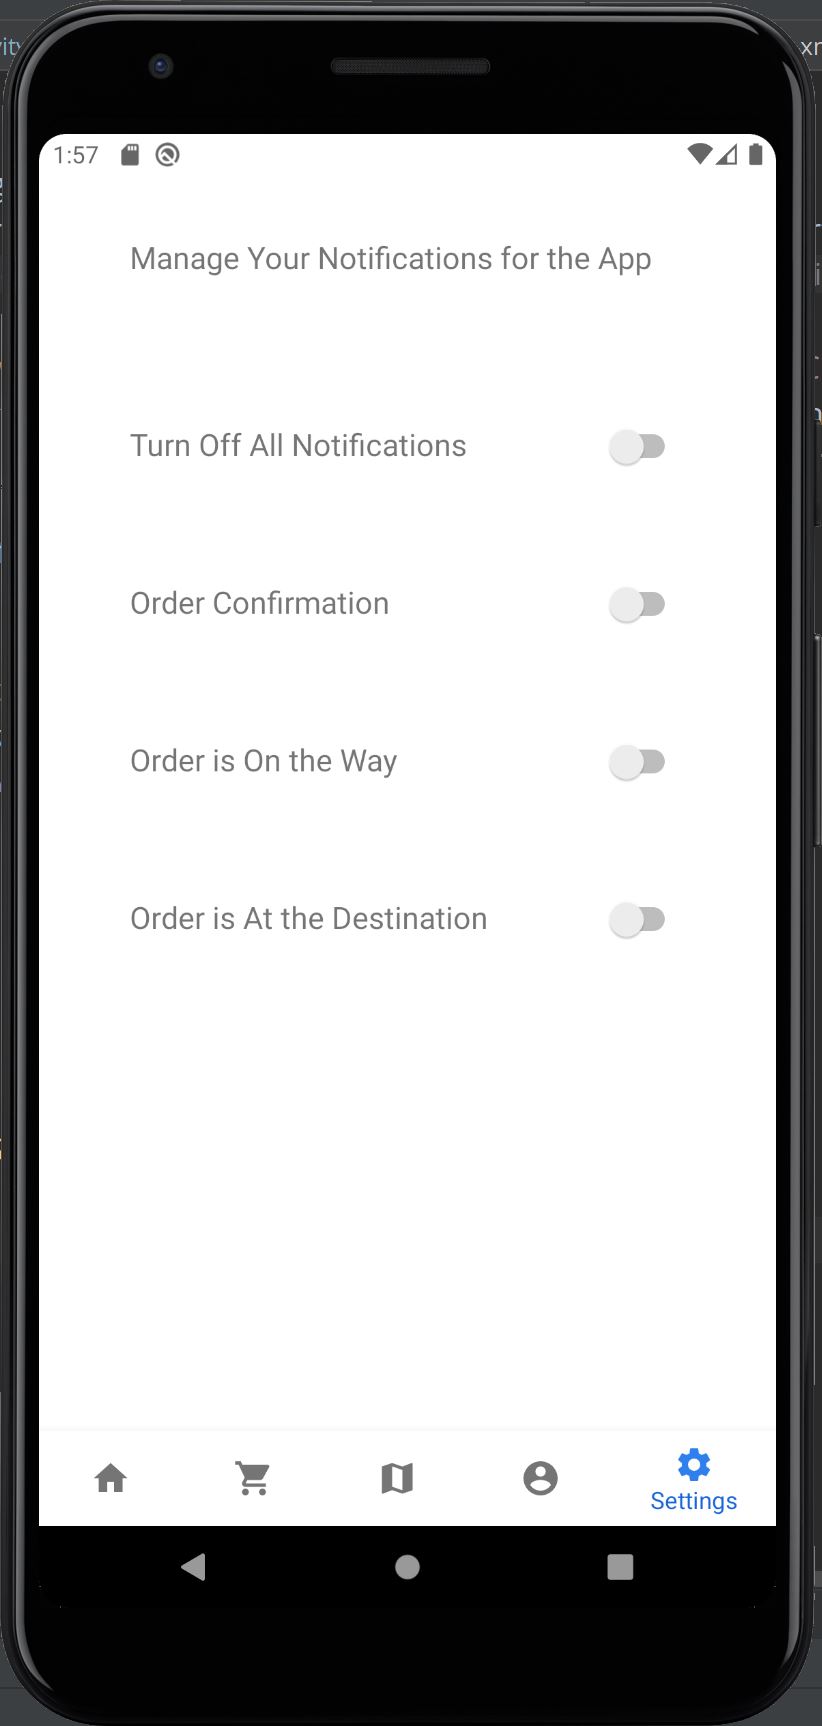 1:57
Manage Your Notifications for the App
Turn Off All Notifications
Order Confirmation
Order is On the Way
Order is At the Destination
Settings